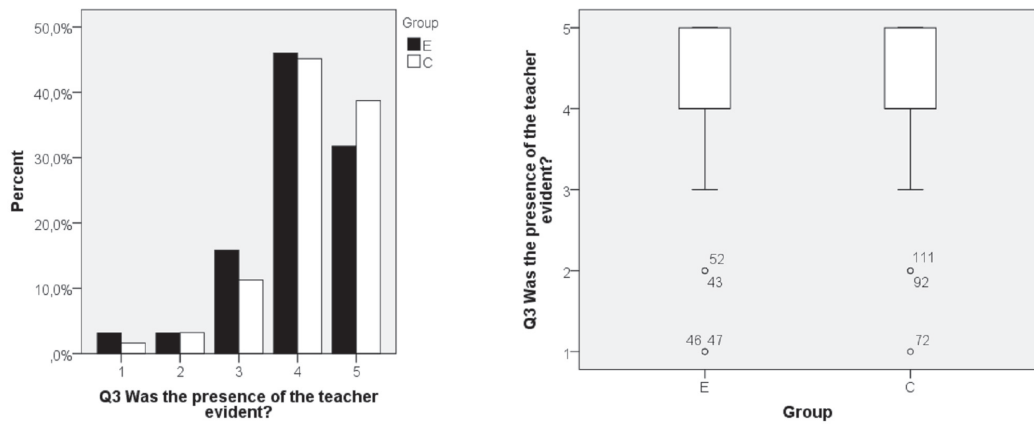 50,0%
40,0%
30,0%
20,0%
10,0%
,0%
Percent
1 2 3 4 5
Q3 Was the presence of the teacher
evident?
Group
E
C
5
4
3
2
1
Q3 Was the presence of the teacher
evident?
52
43
46 47
111
92
72
E C
Group